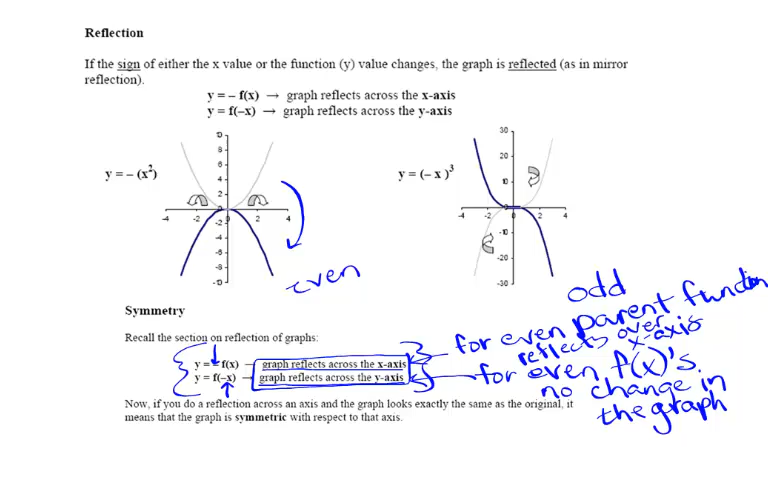 Reflection
If the sign of either the x value or the function (y) value changes, the graph is reflected (as in mirror
reflection).
y = – f(x) → graph reflects across the x-axis
y = f(–x) → graph reflects across the y-axis
y = – (x²)
10
8
6
4
2
0
-2
-4
-6
-8
-10
-4 -2 0 2 4
even
y = (– x )³
30
20
10
0
-10
-20
-30
-4 -2 0 2 4
odd
Symmetry
Recall the section on reflection of graphs:
y = – f(x) → graph reflects across the x-axis
y = f(–x) → graph reflects across the y-axis
for even parent function
reflects over
x-axis
for even f(x)'s.
no change in
the graph
Now, if you do a reflection across an axis and the graph looks exactly the same as the original, it
means that the graph is symmetric with respect to that axis.